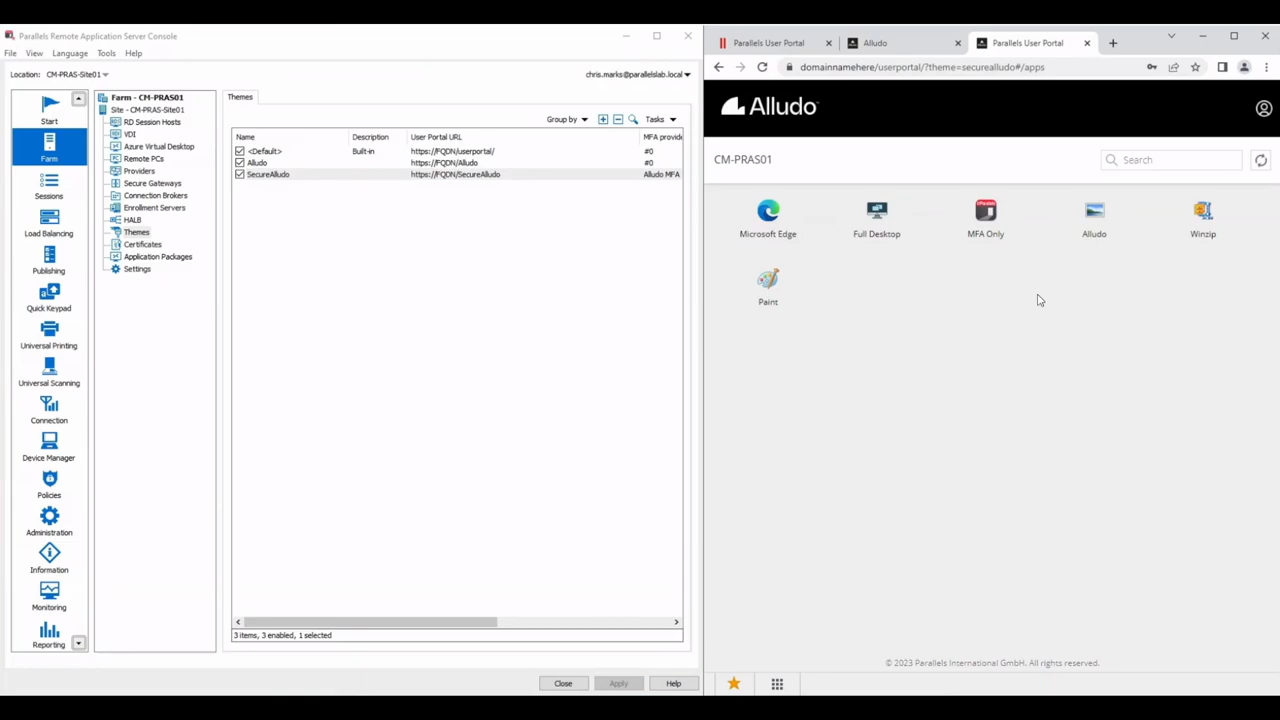 Parallels Remote Application Server Console
File View Language Tools Help
Location: CM-PRAS-Site01
chris.marks@parallelslab.local
Start
Farm
Sessions
Load Balancing
Publishing
Quick Keypad
Universal Printing
Universal Scanning
Connection
Device Manager
Policies
Administration
Information
Monitoring
Reporting
Farm - CM-PRAS01
Site - CM-PRAS-Site01
RD Session Hosts
VDI
Azure Virtual Desktop
Remote PCs
Providers
Secure Gateways
Connection Brokers
Enrollment Servers
HALB
Themes
Certificates
Application Packages
Settings
Themes
Group by Tasks
Name Description User Portal URL MFA provide
<Default> Built-in https://FQDN/userportal/ #0
Alludo https://FQDN/Alludo #0
SecureAlludo https://FQDN/SecureAlludo Alludo MFA
3 items, 3 enabled, 1 selected
Close Apply Help
Parallels User Portal Alludo Parallels User Portal
domainnamehere/userportal/?theme=securealludo#/apps
Alludo
CM-PRAS01 Search
Microsoft Edge Full Desktop MFA Only Alludo Winzip
Paint
© 2023 Parallels International GmbH. All rights reserved.